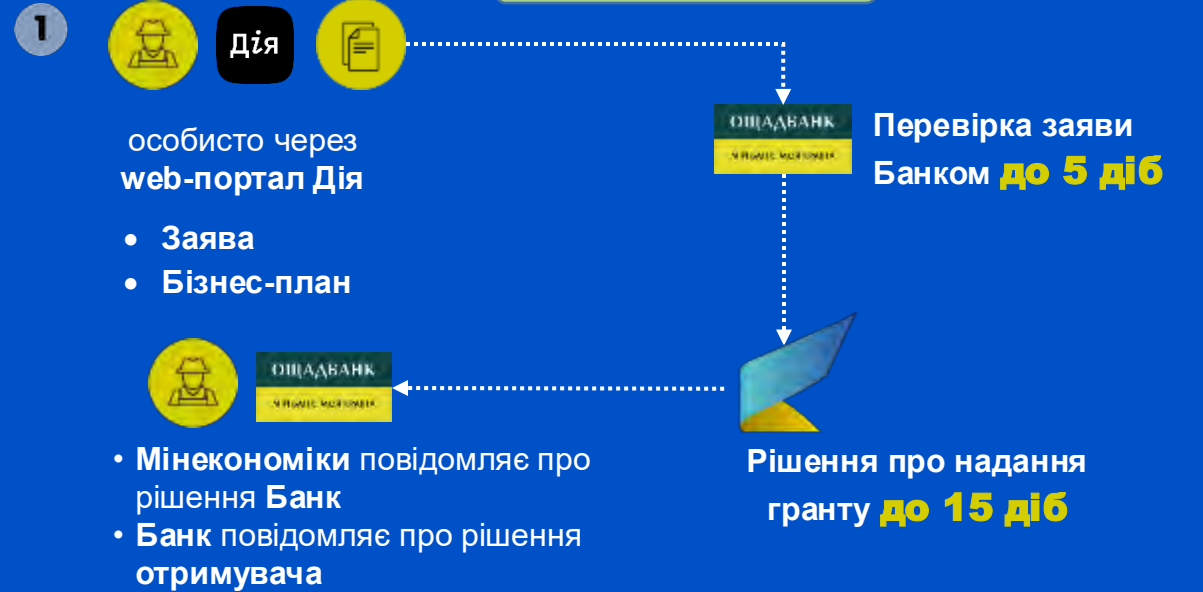 1
Дія
особисто через
web-портал Дія
• Заява
• Бізнес-план
ОЩАДБАНК
Перевірка заяви
Банком до 5 діб
ОЩАДБАНК
• Мінекономіки повідомляє про
рішення Банк
• Банк повідомляє про рішення
отримувача
Рішення про надання
гранту до 15 діб